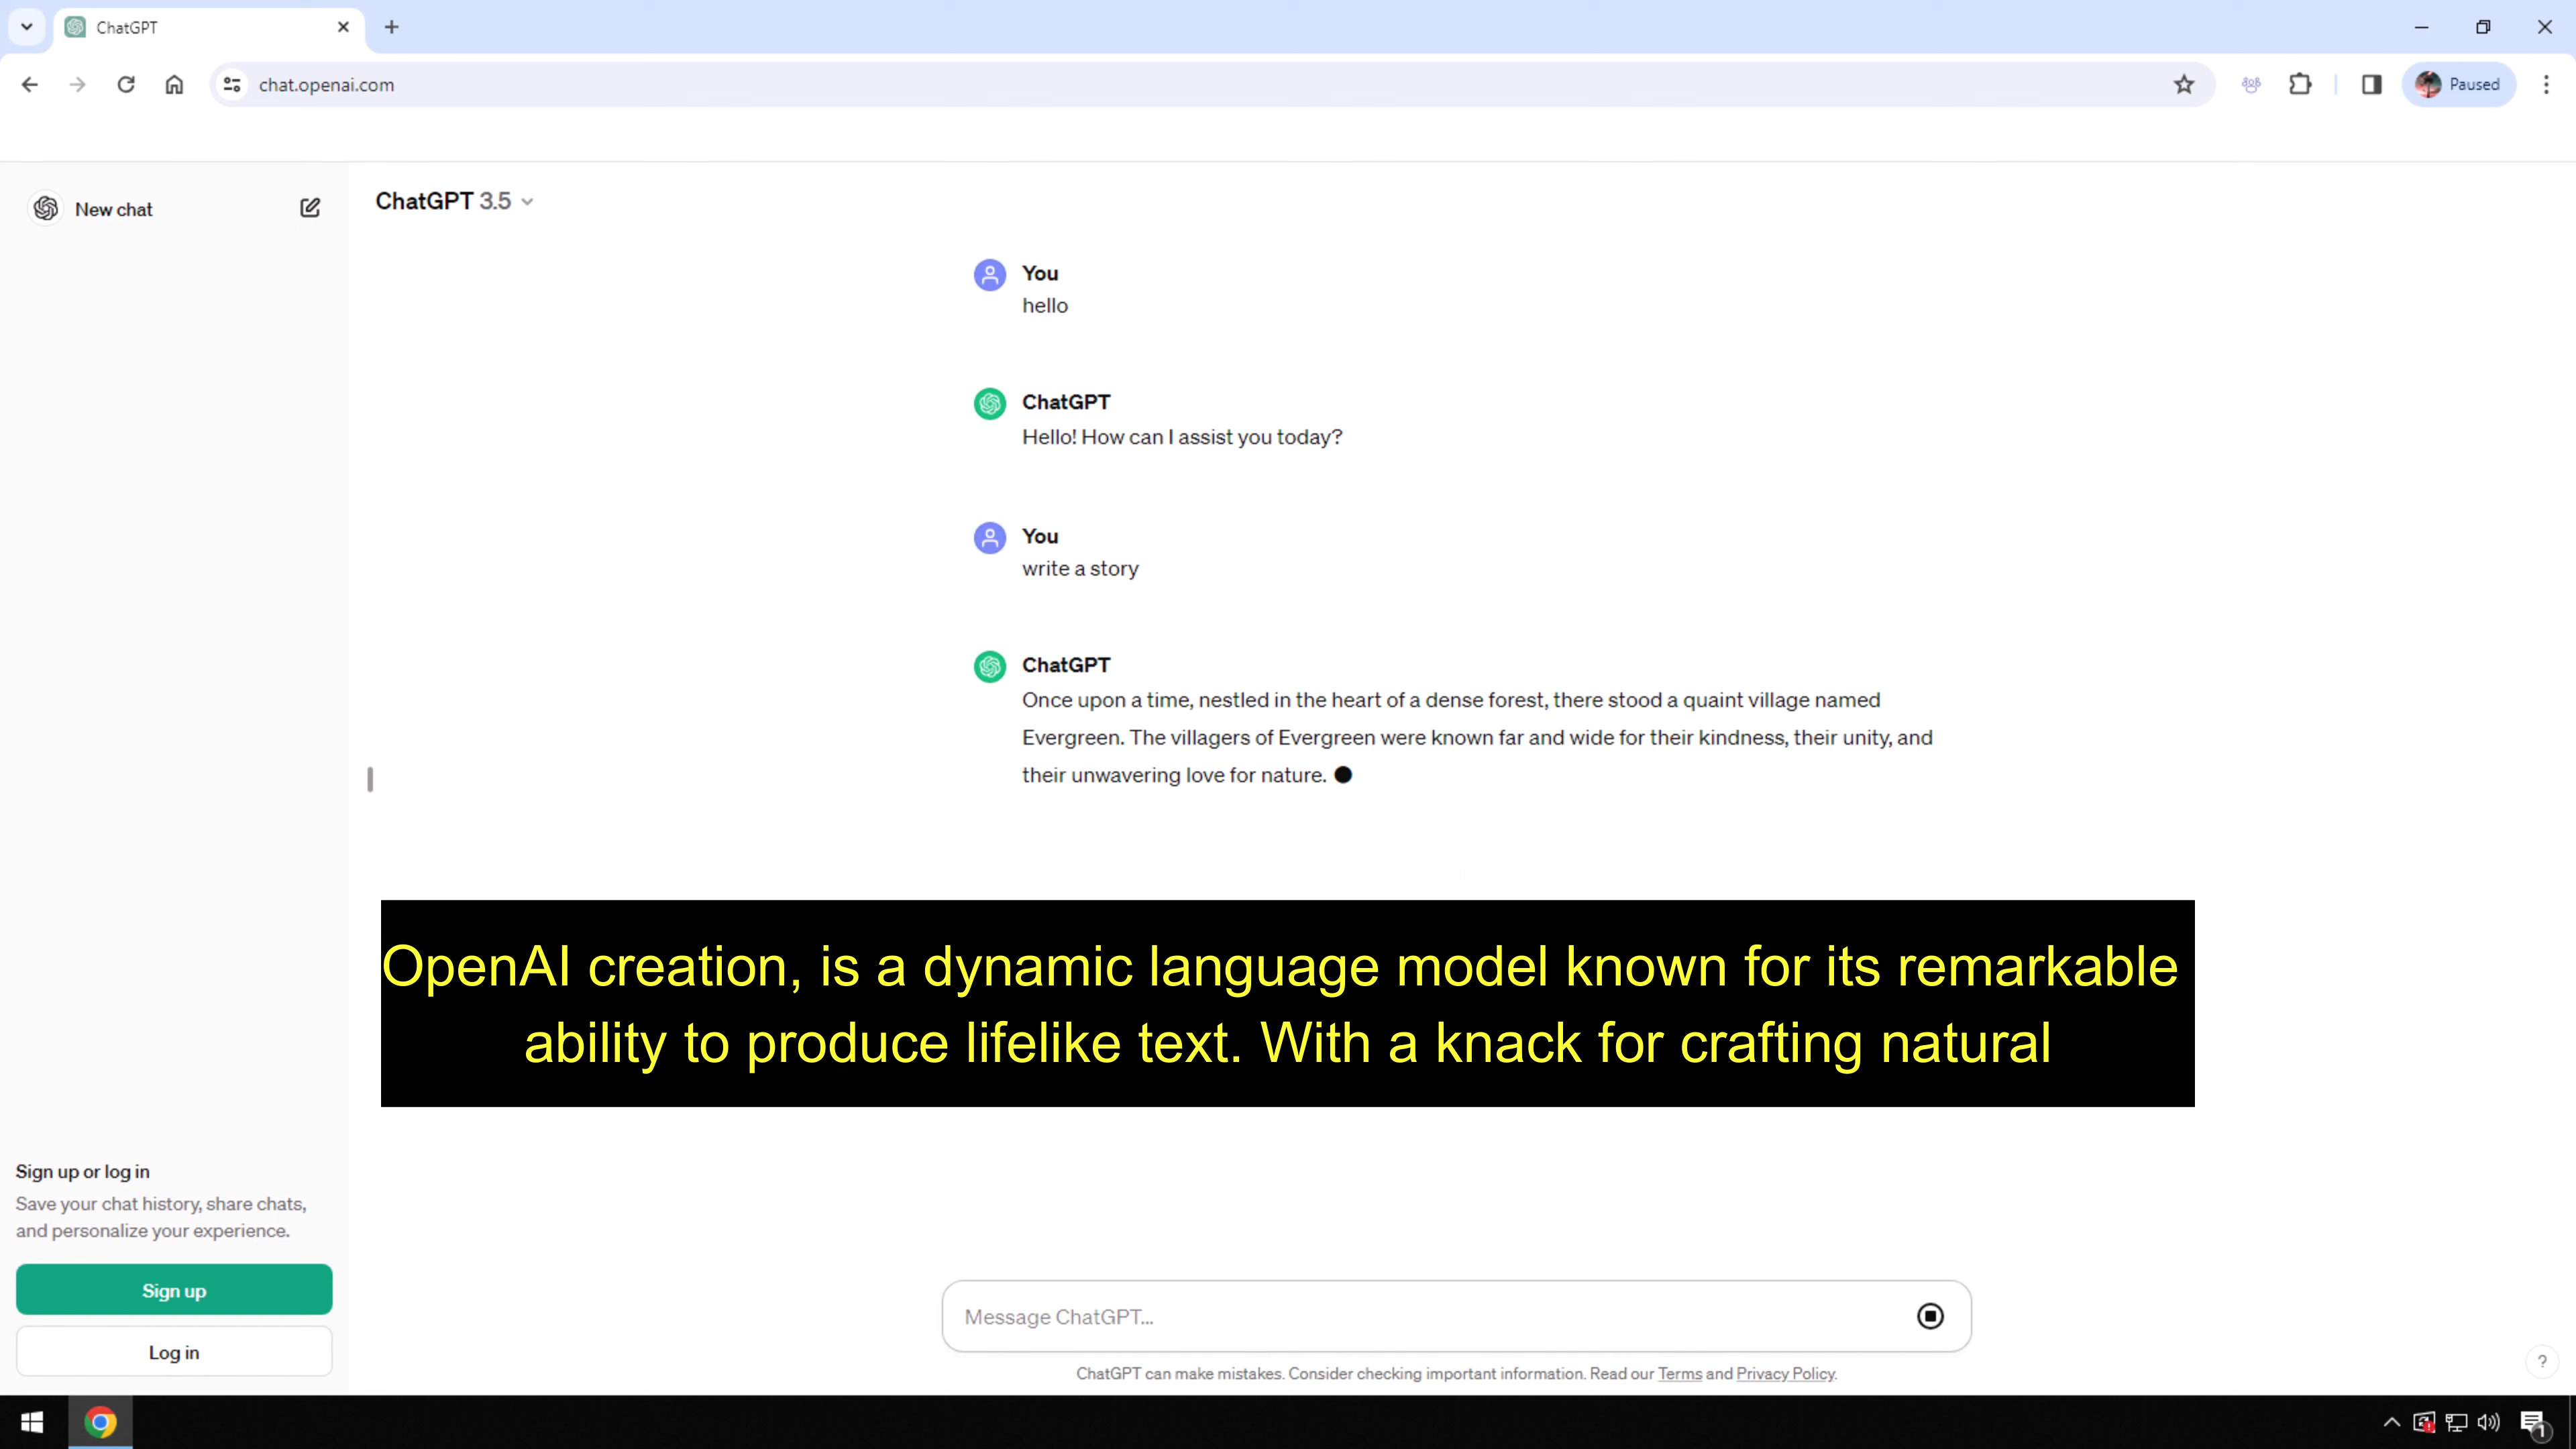 ChatGPT
chat.openai.com
Paused
New chat
ChatGPT 3.5
You
hello
ChatGPT
Hello! How can I assist you today?
You
write a story
ChatGPT
Once upon a time, nestled in the heart of a dense forest, there stood a quaint village named
Evergreen. The villagers of Evergreen were known far and wide for their kindness, their unity, and
their unwavering love for nature.
OpenAI creation, is a dynamic language model known for its remarkable
ability to produce lifelike text. With a knack for crafting natural
Sign up or log in
Save your chat history, share chats,
and personalize your experience.
Sign up
Log in
Message ChatGPT...
ChatGPT can make mistakes. Consider checking important information. Read our Terms and Privacy Policy.
?
1